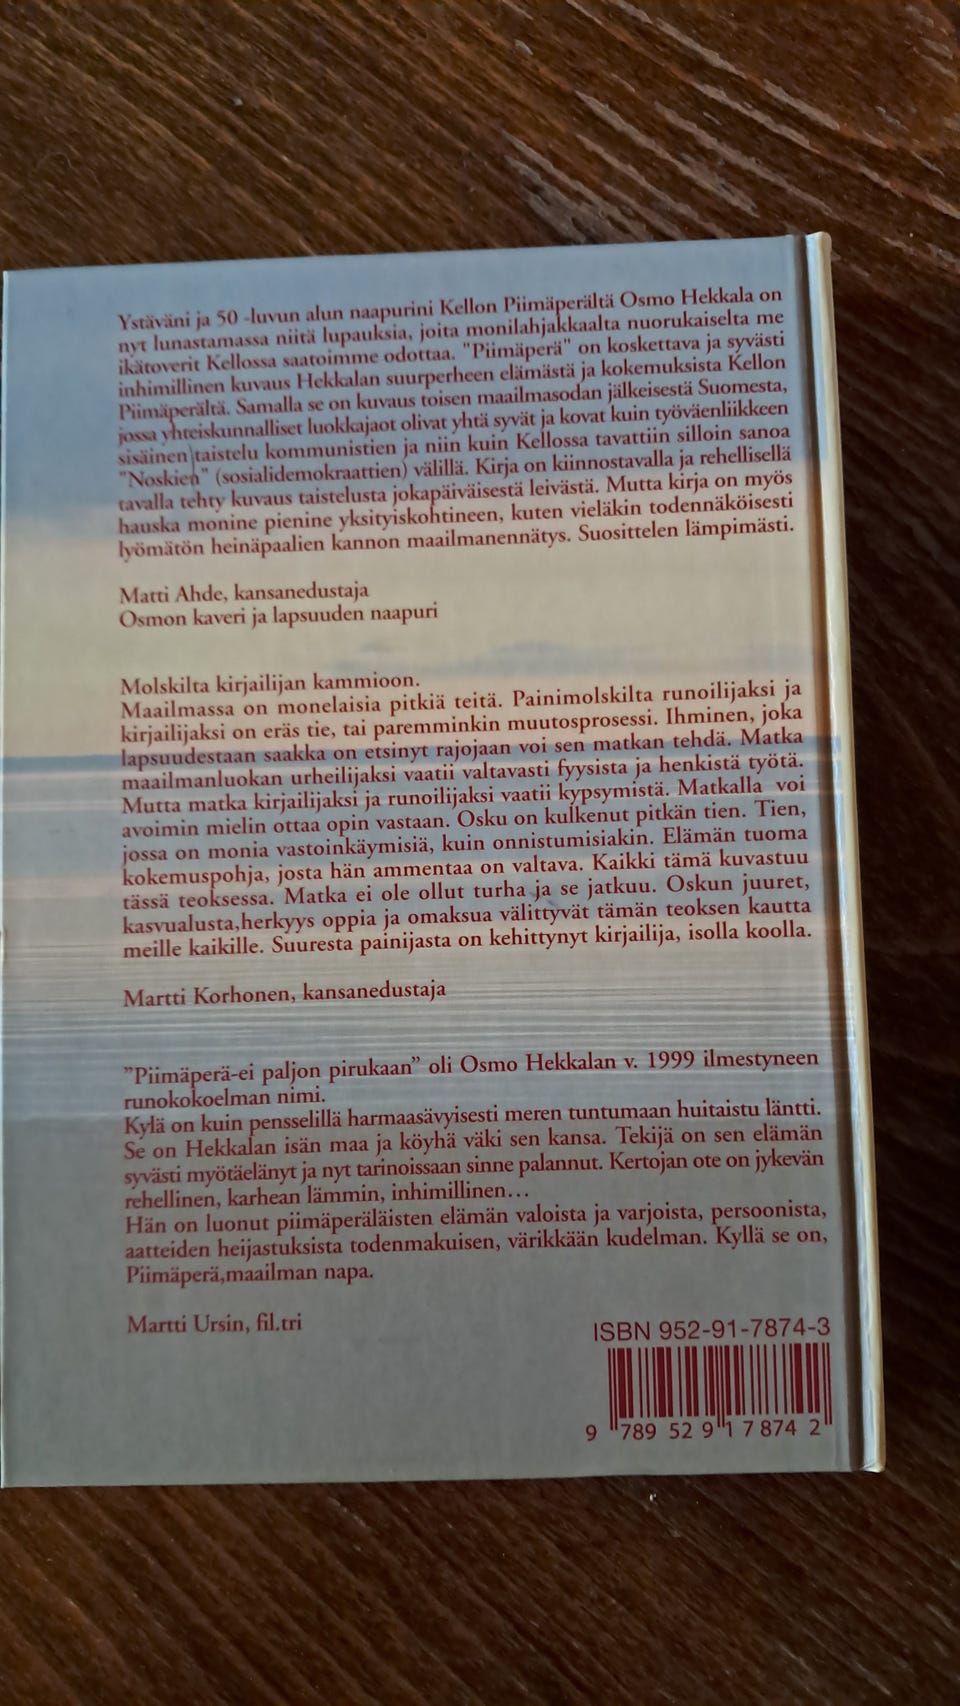 Ystäväni ja 50 -luvun alun naapurini Kellon Piimäperältä Osmo Hekkala on
nyt lunastamassa niitä lupauksia, joita monilahjakkaalta nuorukaiselta me
ikätoverit Kellossa saatoimme odottaa. "Piimäperä" on koskettava ja syvästi
inhimillinen kuvaus Hekkalan suurperheen elämästä ja kokemuksista Kellon
Piimäperältä. Samalla se on kuvaus toisen maailmasodan jälkeisestä Suomesta,
jossa yhteiskunnalliset luokkajaot olivat yhtä syvät ja kovat kuin työväenliikkeen
sisäinen taistelu kommunistien ja niin kuin Kellossa tavattiin silloin sanoa
"Noskien" (sosialidemokraattien) välillä. Kirja on kiinnostavalla ja rehellisellä
tavalla tehty kuvaus taistelusta jokapäiväisestä leivästä. Mutta kirja on myös
hauska monine pienine yksityiskohtineen, kuten vieläkin todennäköisesti
lyömätön heinäpaalien kannon maailmanennätys. Suosittelen lämpimästi.
Matti Ahde, kansanedustaja
Osmon kaveri ja lapsuuden naapuri
Molskilta kirjailijan kammioon.
Maailmassa on monelaisia pitkiä teitä. Painimolskilta runoilijaksi ja
kirjailijaksi on eräs tie, tai paremminkin muutosprosessi. Ihminen, joka
lapsuudestaan saakka on etsinyt rajojaan voi sen matkan tehdä. Matka
maailmanluokan urheilijaksi vaatii valtavasti fyysistä ja henkistä työtä.
Mutta matka kirjailijaksi ja runoilijaksi vaatii kypsymistä. Matkalla voi
avoimin mielin ottaa opin vastaan. Osku on kulkenut pitkän tien. Tien,
jossa on monia vastoinkäymisiä, kuin onnistumisiakin. Elämän tuoma
kokemuspohja, josta hän ammentaa on valtava. Kaikki tämä kuvastuu
tässä teoksessa. Matka ei ole ollut turha ja se jatkuu. Oskun juuret,
kasvualusta,herkyys oppia ja omaksua välittyvät tämän teoksen kautta
meille kaikille. Suuresta painijasta on kehittynyt kirjailija, isolla koolla.
Martti Korhonen, kansanedustaja
”Piimäperä-ei paljon pirukaan” oli Osmo Hekkalan v. 1999 ilmestyneen
runokokoelman nimi.
Kylä on kuin pensselillä harmaasävyisesti meren tuntumaan huitaistu läntti.
Se on Hekkalan isän maa ja köyhä väki sen kansa. Tekijä on sen elämän
syvästi myötäelänyt ja nyt tarinoissaan sinne palannut. Kertojan ote on jykevän
rehellinen, karhean lämmin, inhimillinen...
Hän on luonut piimäperäläisten elämän valoista ja varjoista, persoonista,
aatteiden heijastuksista todenmakuisen, värikkään kudelman. Kyllä se on,
Piimäperä,maailman napa.
Martti Ursin, fil.tri
ISBN 952-91-7874-3
9 789529 178742